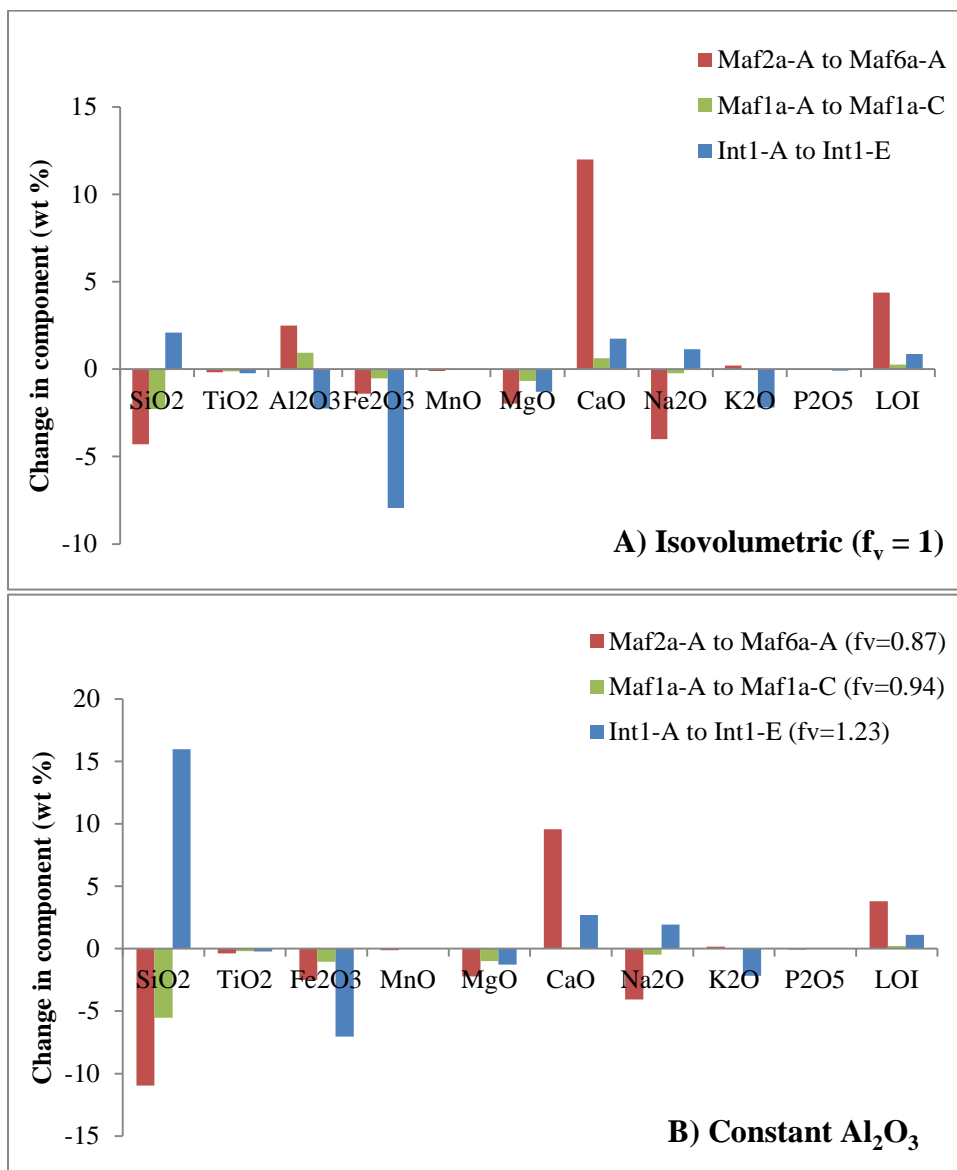 Maf2a-A to Maf6a-A
Maf1a-A to Maf1a-C
Int1-A to Int1-E
Change in component (wt %)
15
10
5
0
-5
-10
SiO2 TiO2 Al2O3 Fe2O3 MnO MgO CaO Na2O K2O P2O5 LOI
A) Isovolumetric (fv = 1)
Maf2a-A to Maf6a-A (fv=0.87)
Maf1a-A to Maf1a-C (fv=0.94)
Int1-A to Int1-E (fv=1.23)
Change in component (wt %)
20
15
10
5
0
-5
-10
-15
SiO2 TiO2 Fe2O3 MnO MgO CaO Na2O K2O P2O5 LOI
B) Constant Al₂O₃